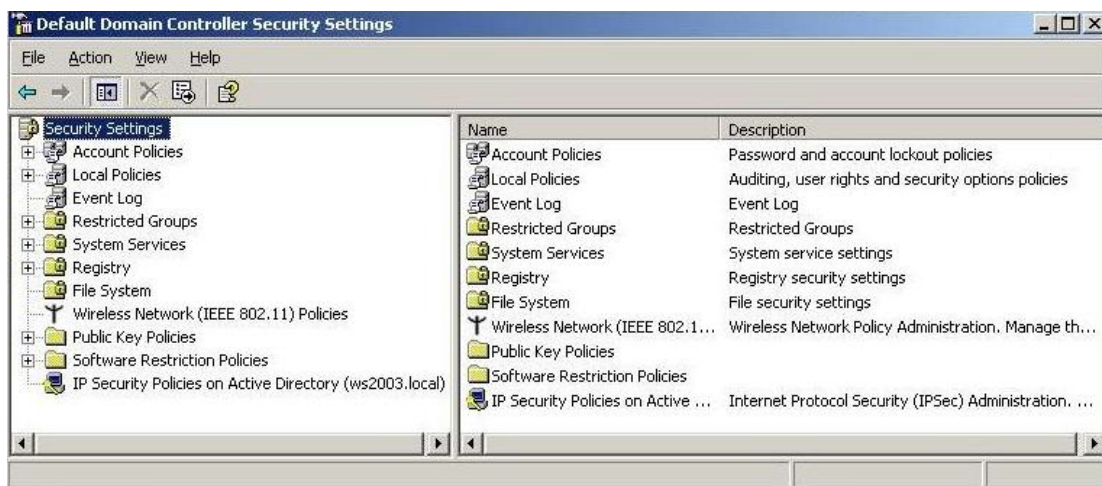 Default Domain Controller Security Settings
File Action View Help
Security Settings
Account Policies
Local Policies
Event Log
Restricted Groups
System Services
Registry
File System
Wireless Network (IEEE 802.11) Policies
Public Key Policies
Software Restriction Policies
IP Security Policies on Active Directory (ws2003.local)
Name Description
Account Policies Password and account lockout policies
Local Policies Auditing, user rights and security options policies
Event Log Event Log
Restricted Groups Restricted Groups
System Services System service settings
Registry Registry security settings
File System File security settings
Wireless Network (IEEE 802.1... Wireless Network Policy Administration. Manage th...
Public Key Policies
Software Restriction Policies
IP Security Policies on Active ... Internet Protocol Security (IPSec) Administration. ...